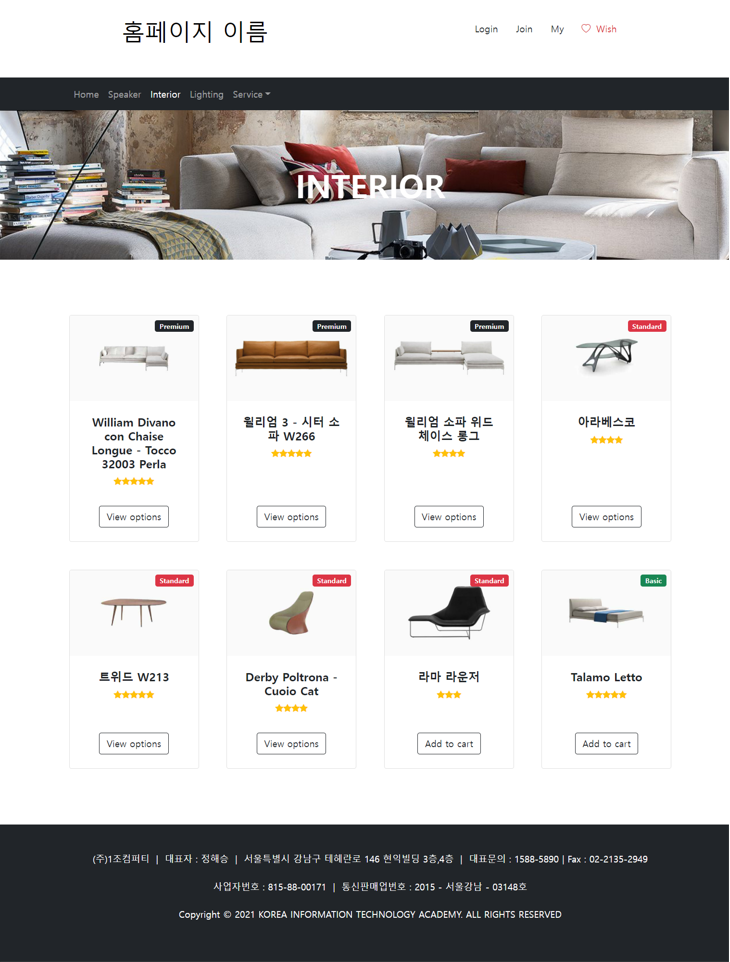 홈페이지 이름
Login Join My Wish
Home Speaker Interior Lighting Service
INTERIOR
Premium
William Divano
con Chaise
Longue - Tocco
32003 Perla
View options
Premium
윌리엄 3 - 시터 소
파 W266
View options
Premium
윌리엄 소파 위드
체이스 롱그
View options
Standard
아라베스코
View options
Standard
트위드 W213
View options
Standard
Derby Poltrona -
Cuoio Cat
View options
Standard
라마 라운저
Add to cart
Basic
Talamo Letto
Add to cart
(주)1조컴퍼티 | 대표자 : 정해승 | 서울특별시 강남구 테헤란로 146 현익빌딩 3층,4층 | 대표문의 : 1588-5890 | Fax : 02-2135-2949
사업자번호 : 815-88-00171 | 통신판매업번호 : 2015 - 서울강남 - 03148호
Copyright © 2021 KOREA INFORMATION TECHNOLOGY ACADEMY. ALL RIGHTS RESERVED